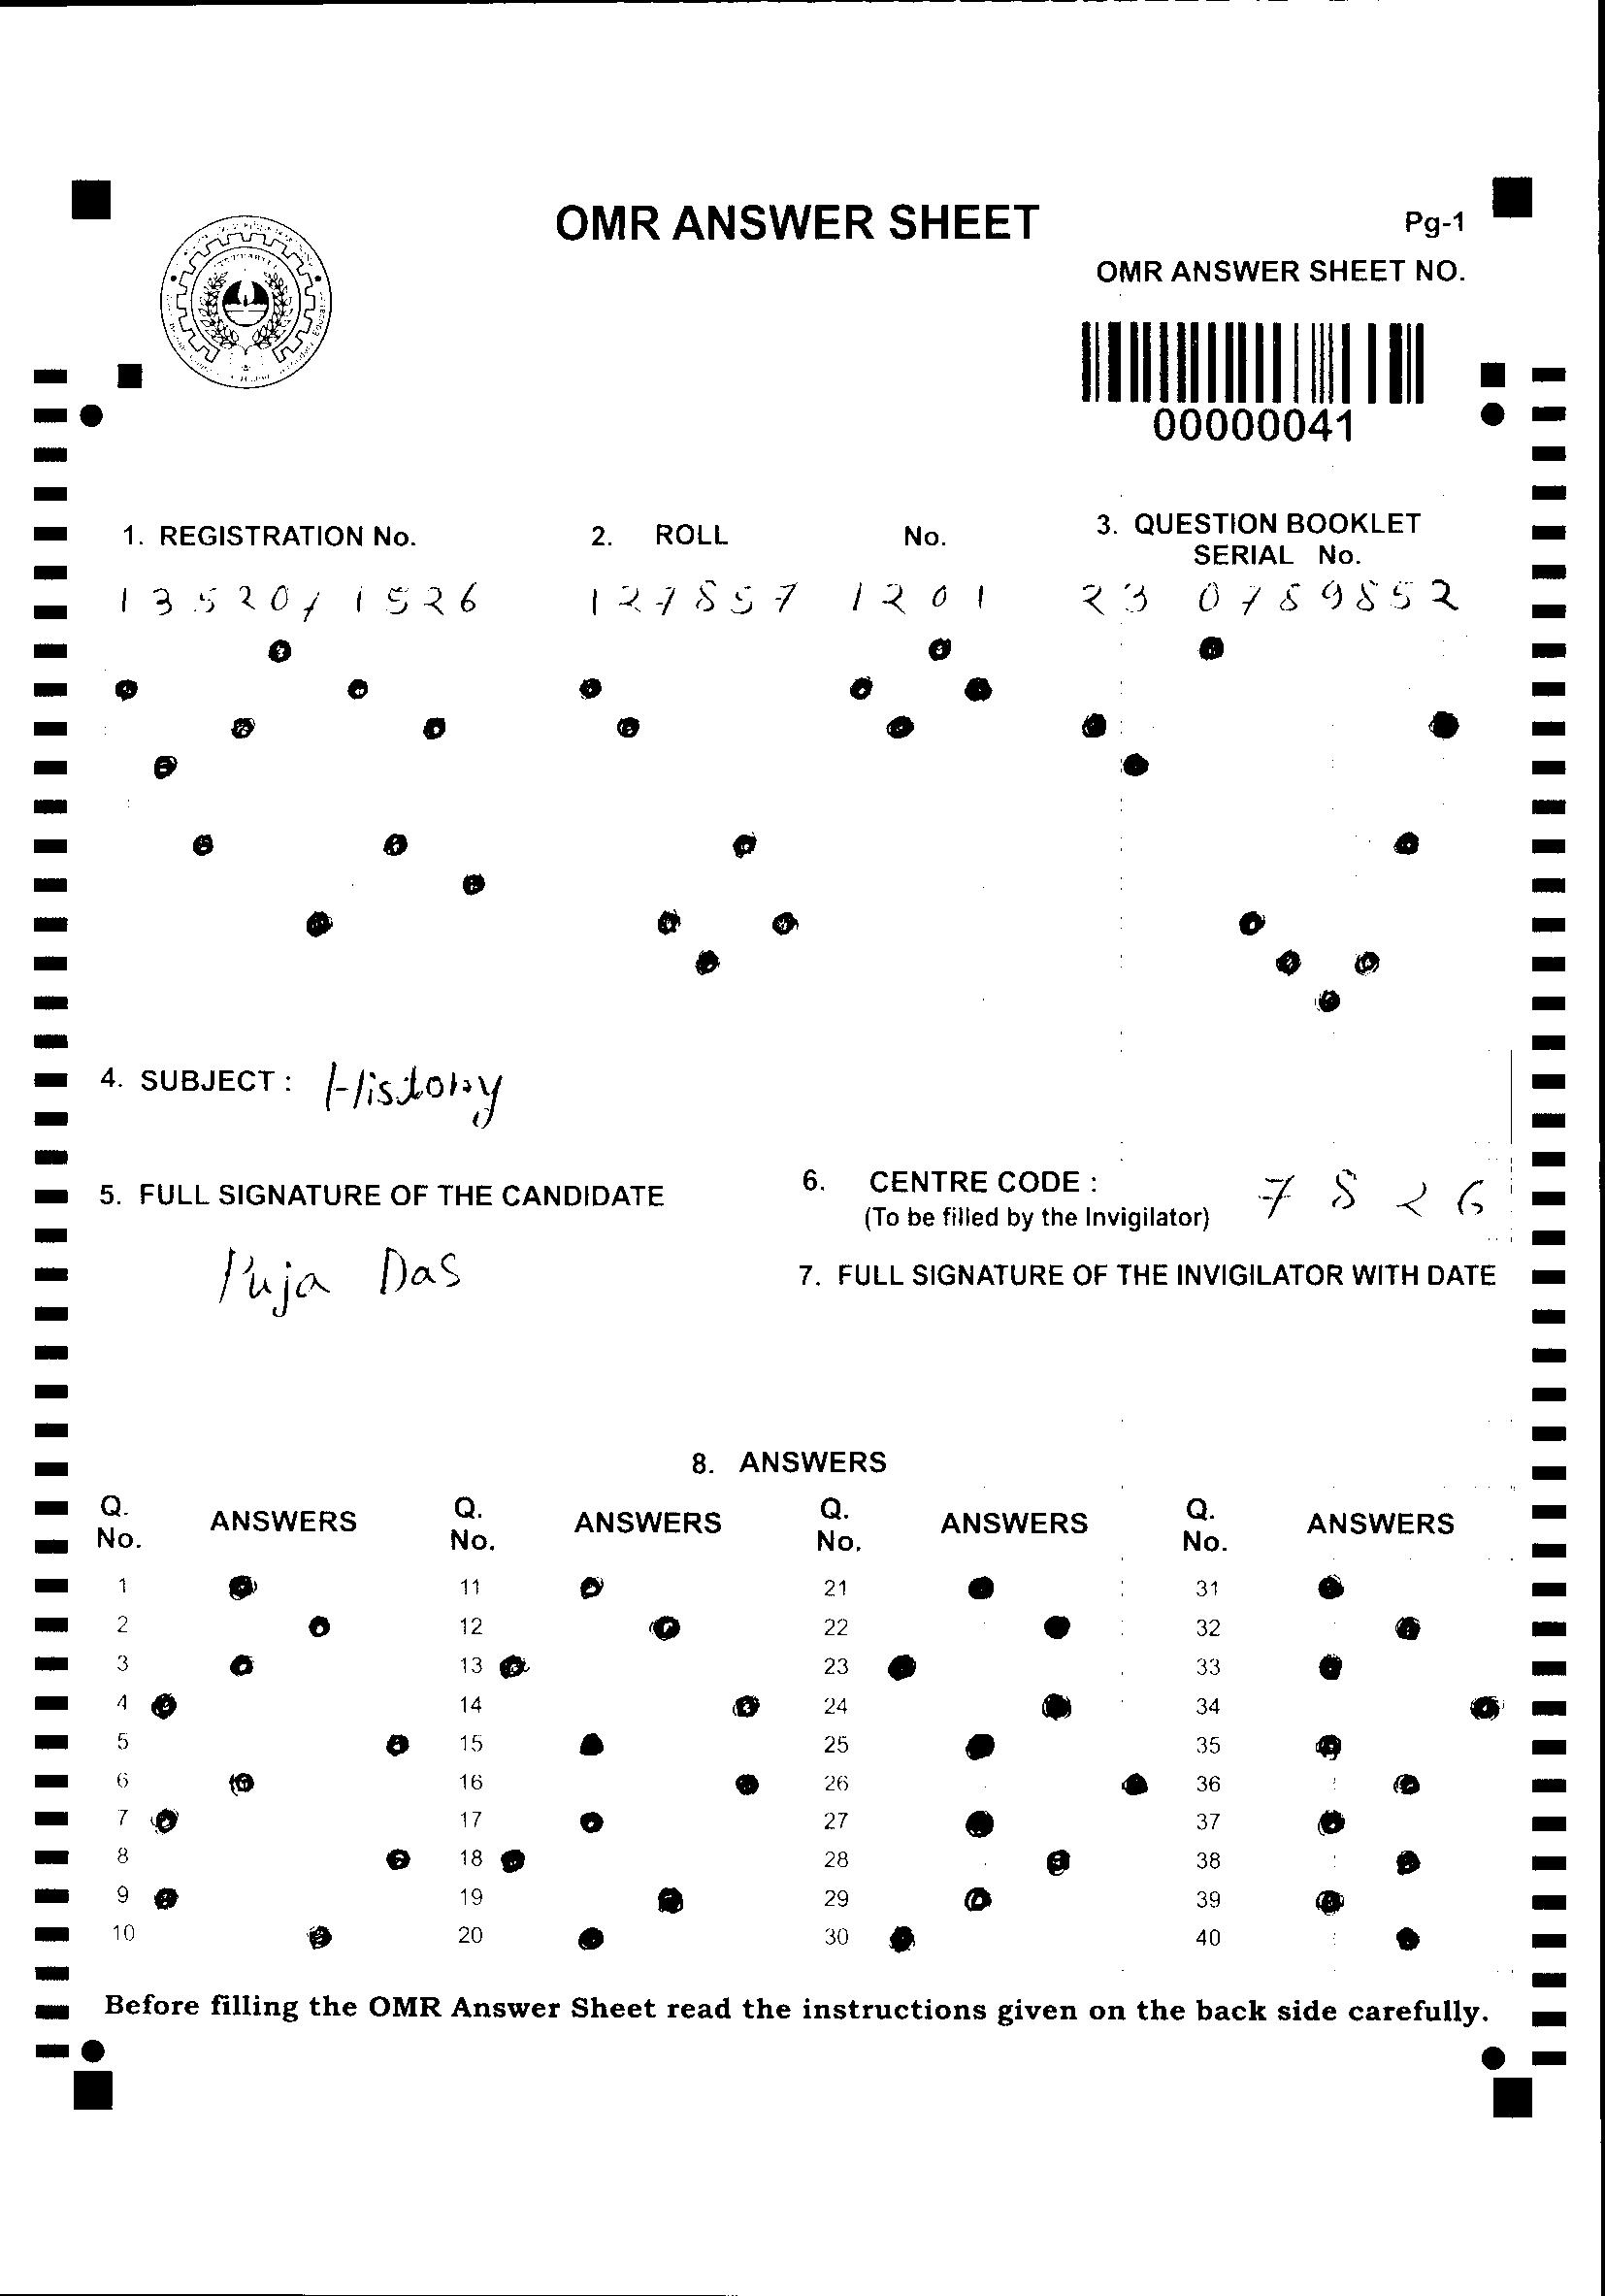 OMR ANSWER SHEET
Pg-1
OMR ANSWER SHEET NO.
00000041
1. REGISTRATION No.
2. ROLL No.
3. QUESTION BOOKLET
SERIAL No.
1352071526
127857 1201
23 0789852
4. SUBJECT : History
5. FULL SIGNATURE OF THE CANDIDATE
Puja Das
6. CENTRE CODE : 7826
(To be filled by the Invigilator)
7. FULL SIGNATURE OF THE INVIGILATOR WITH DATE
8. ANSWERS
Q. No. ANSWERS Q. No. ANSWERS Q. No. ANSWERS Q. No. ANSWERS
1 11 21 31
2 12 22 32
3 13 23 33
4 14 24 34
5 15 25 35
6 16 26 36
7 17 27 37
8 18 28 38
9 19 29 39
10 20 30 40
Before filling the OMR Answer Sheet read the instructions given on the back side carefully.